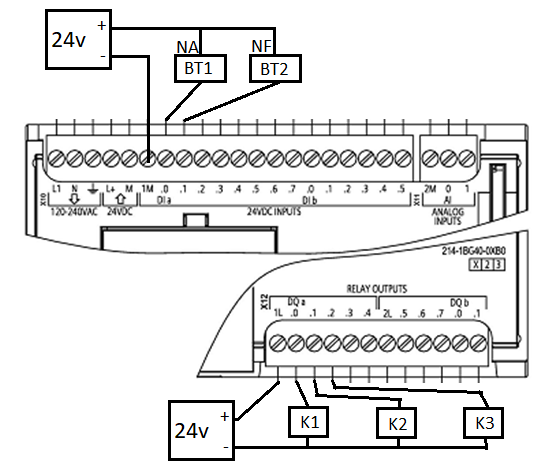 24v + -
NA NF
BT1 BT2
L1 N L+ M 1M .0 .1 .2 .3 .4 .5 .6 .7 .0 .1 .2 .3 .4 .5 2M 0 1
X10 DI a DI b X11 AI
120-240VAC 24VDC 24VDC INPUTS ANALOG
INPUTS
214-1BG40-0XB0
X 2 3
RELAY OUTPUTS
X12 DQ a DQ b
1L .0 .1 .2 .3 .4 2L .5 .6 .7 .0 .1
24v + -
K1 K2 K3